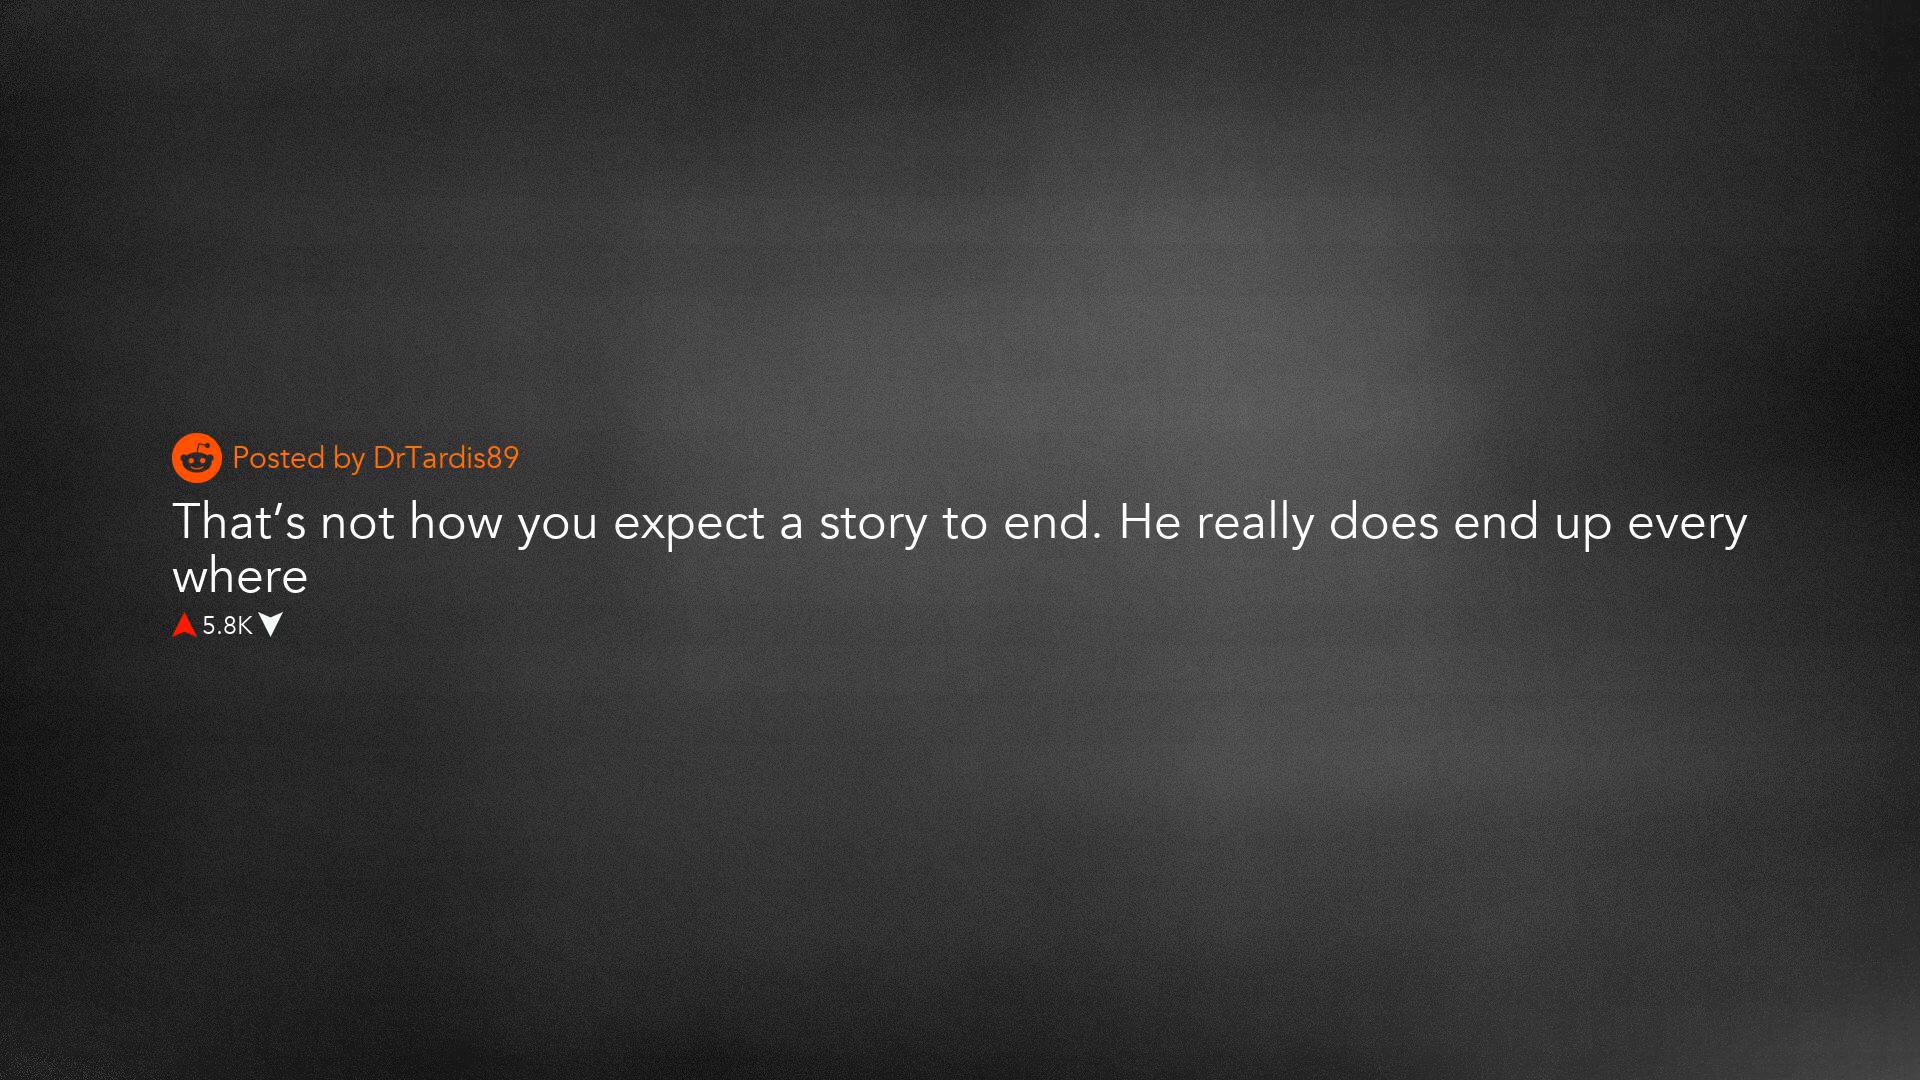 Posted by DrTardis89
That’s not how you expect a story to end. He really does end up every
where
5.8K